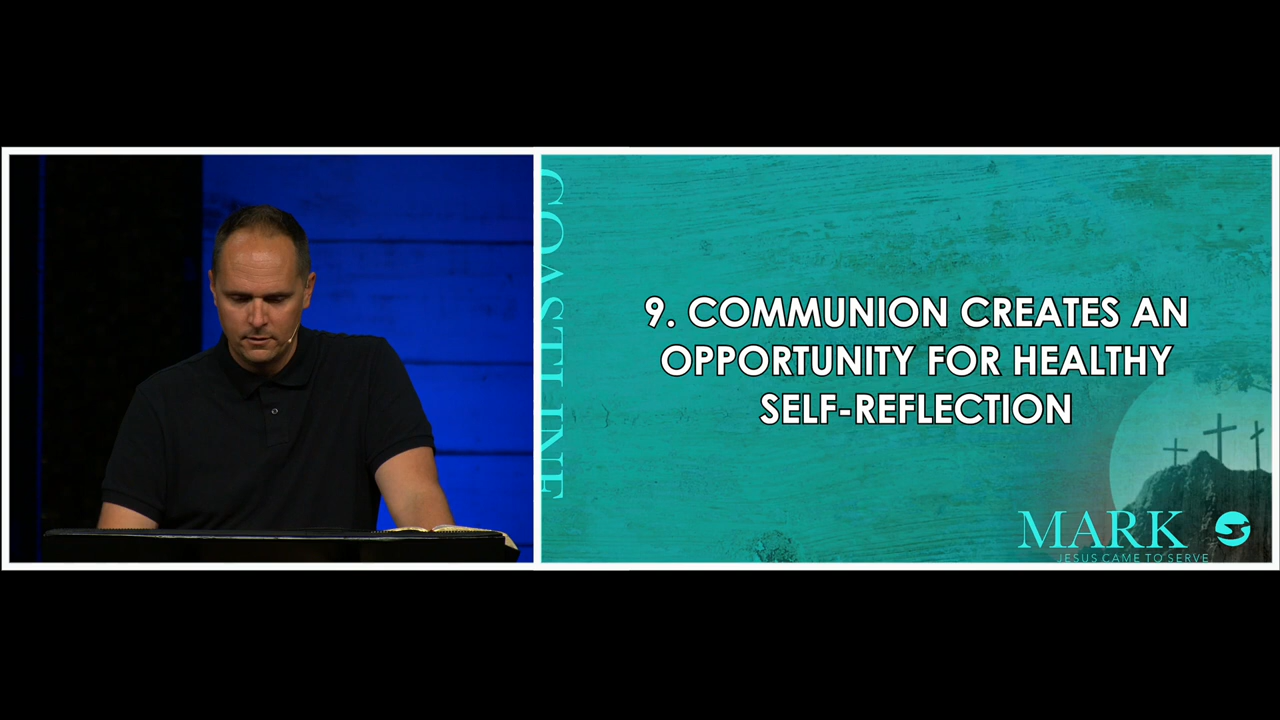 COASTLINE
9. COMMUNION CREATES AN
OPPORTUNITY FOR HEALTHY
SELF-REFLECTION
MARK
JESUS CAME TO SERVE